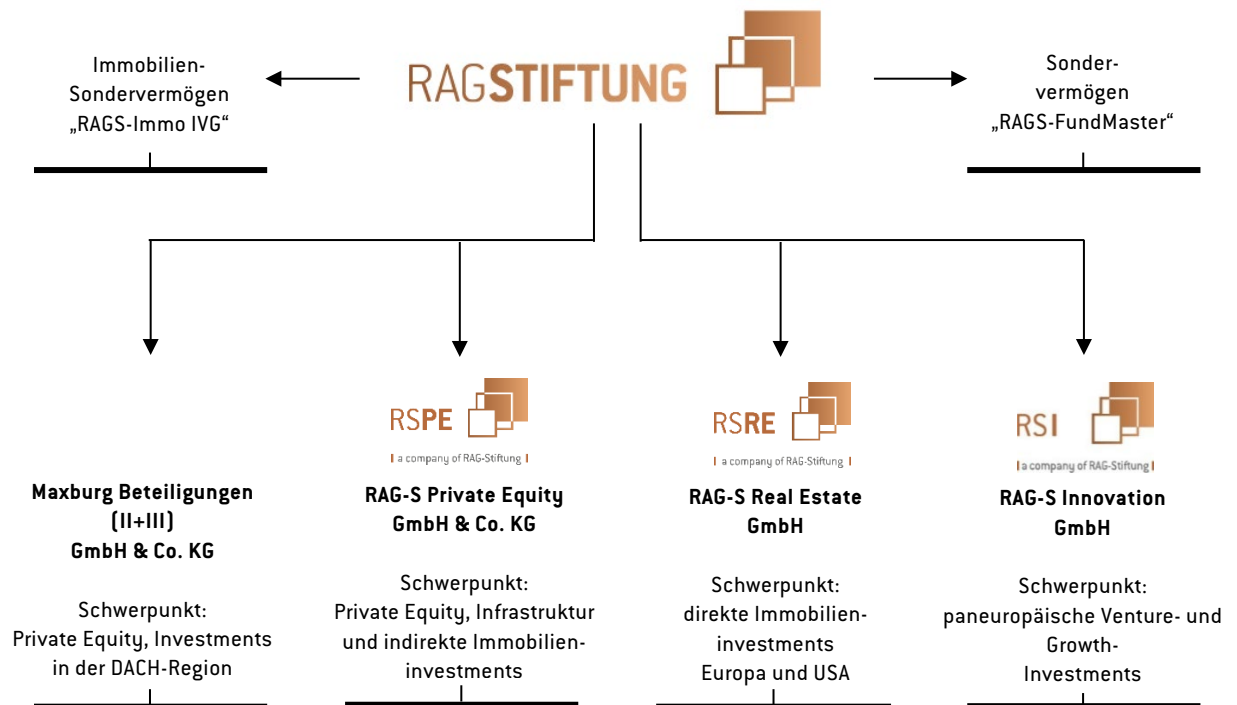 Immobilien-
Sondervermögen
„RAGS-Immo IVG“
RAGSTIFTUNG
Sonder-
vermögen
„RAGS-FundMaster“
Maxburg Beteiligungen
(II+III)
GmbH & Co. KG
Schwerpunkt:
Private Equity, Investments
in der DACH-Region
RSPE
a company of RAG-Stiftung
RAG-S Private Equity
GmbH & Co. KG
Schwerpunkt:
Private Equity, Infrastruktur
und indirekte Immobilien-
investments
RSRE
a company of RAG-Stiftung
RAG-S Real Estate
GmbH
Schwerpunkt:
direkte Immobilien-
investments
Europa und USA
RSI
a company of RAG-Stiftung
RAG-S Innovation
GmbH
Schwerpunkt:
paneuropäische Venture- und
Growth-
Investments